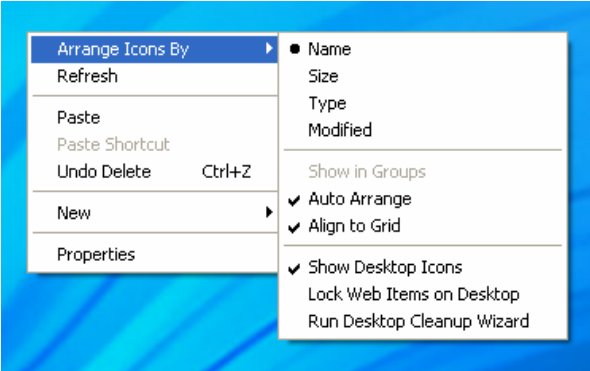 Arrange Icons By
Refresh
Paste
Paste Shortcut
Undo Delete Ctrl+Z
New
Properties
Name
Size
Type
Modified
Show in Groups
Auto Arrange
Align to Grid
Show Desktop Icons
Lock Web Items on Desktop
Run Desktop Cleanup Wizard